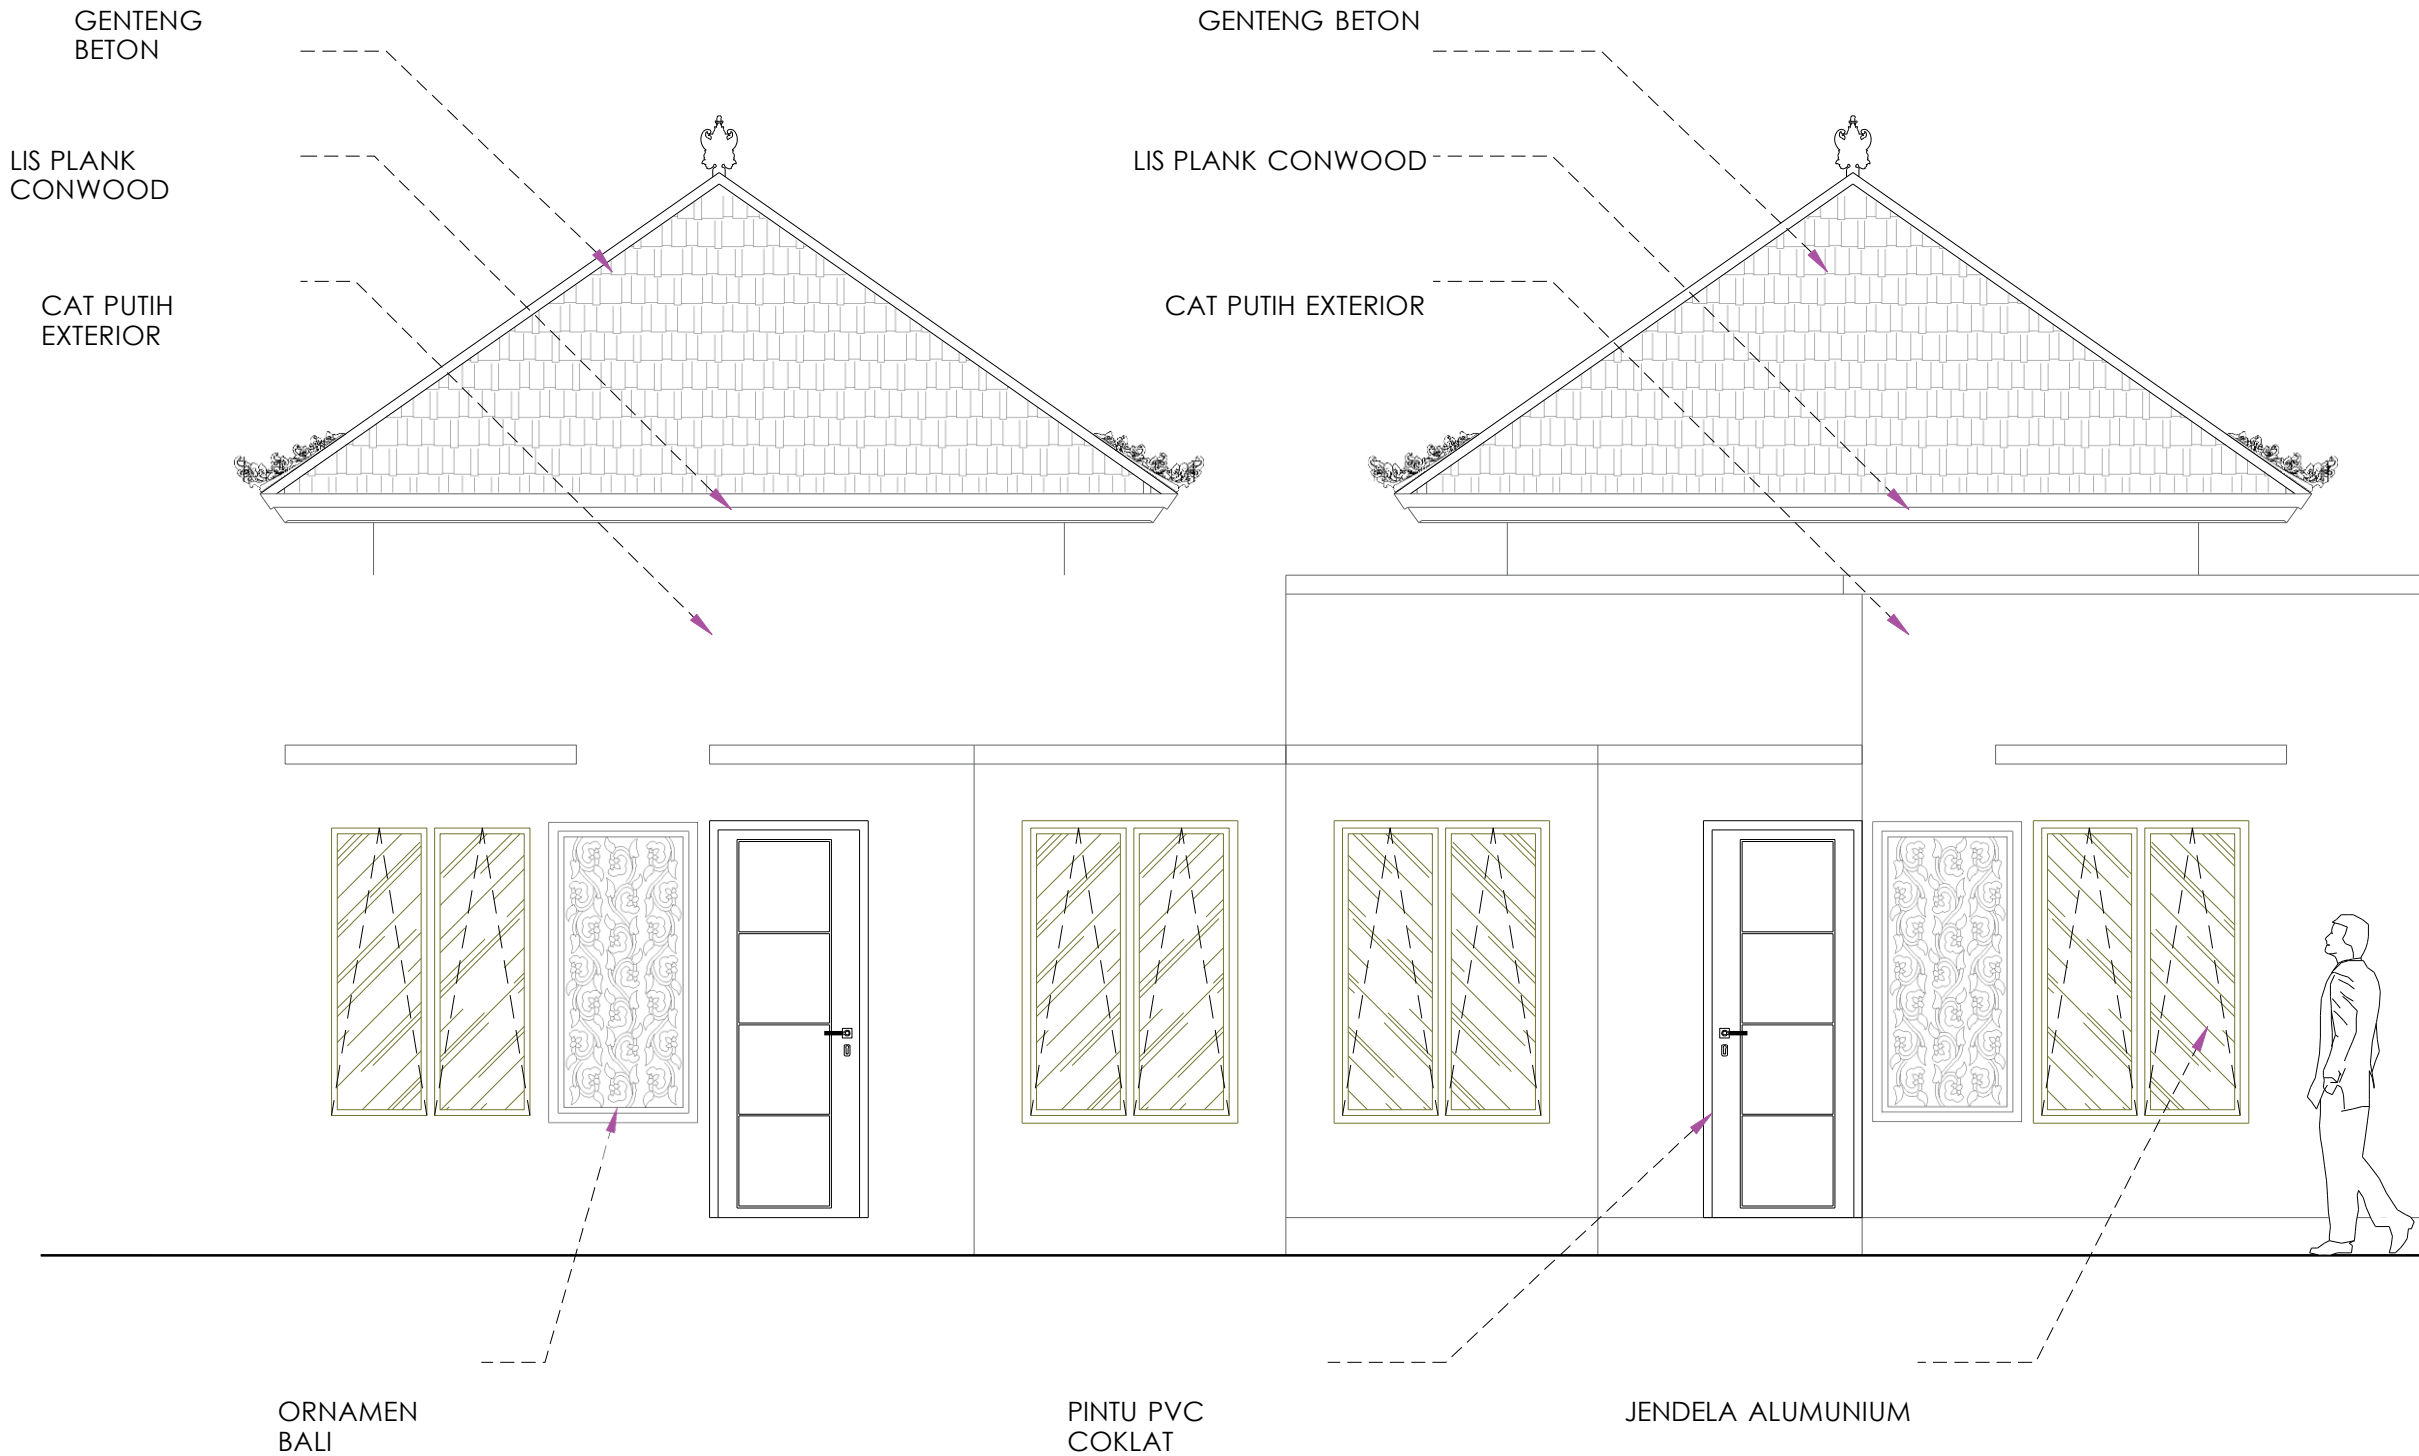 GENTENG
BETON
GENTENG BETON
LIS PLANK
CONWOOD
LIS PLANK CONWOOD
CAT PUTIH
EXTERIOR
CAT PUTIH EXTERIOR
ORNAMEN
BALI
PINTU PVC
COKLAT
JENDELA ALUMUNIUM